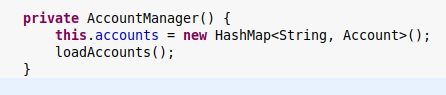 private AccountManager() {
    this.accounts = new HashMap<String, Account>();
    loadAccounts();
}